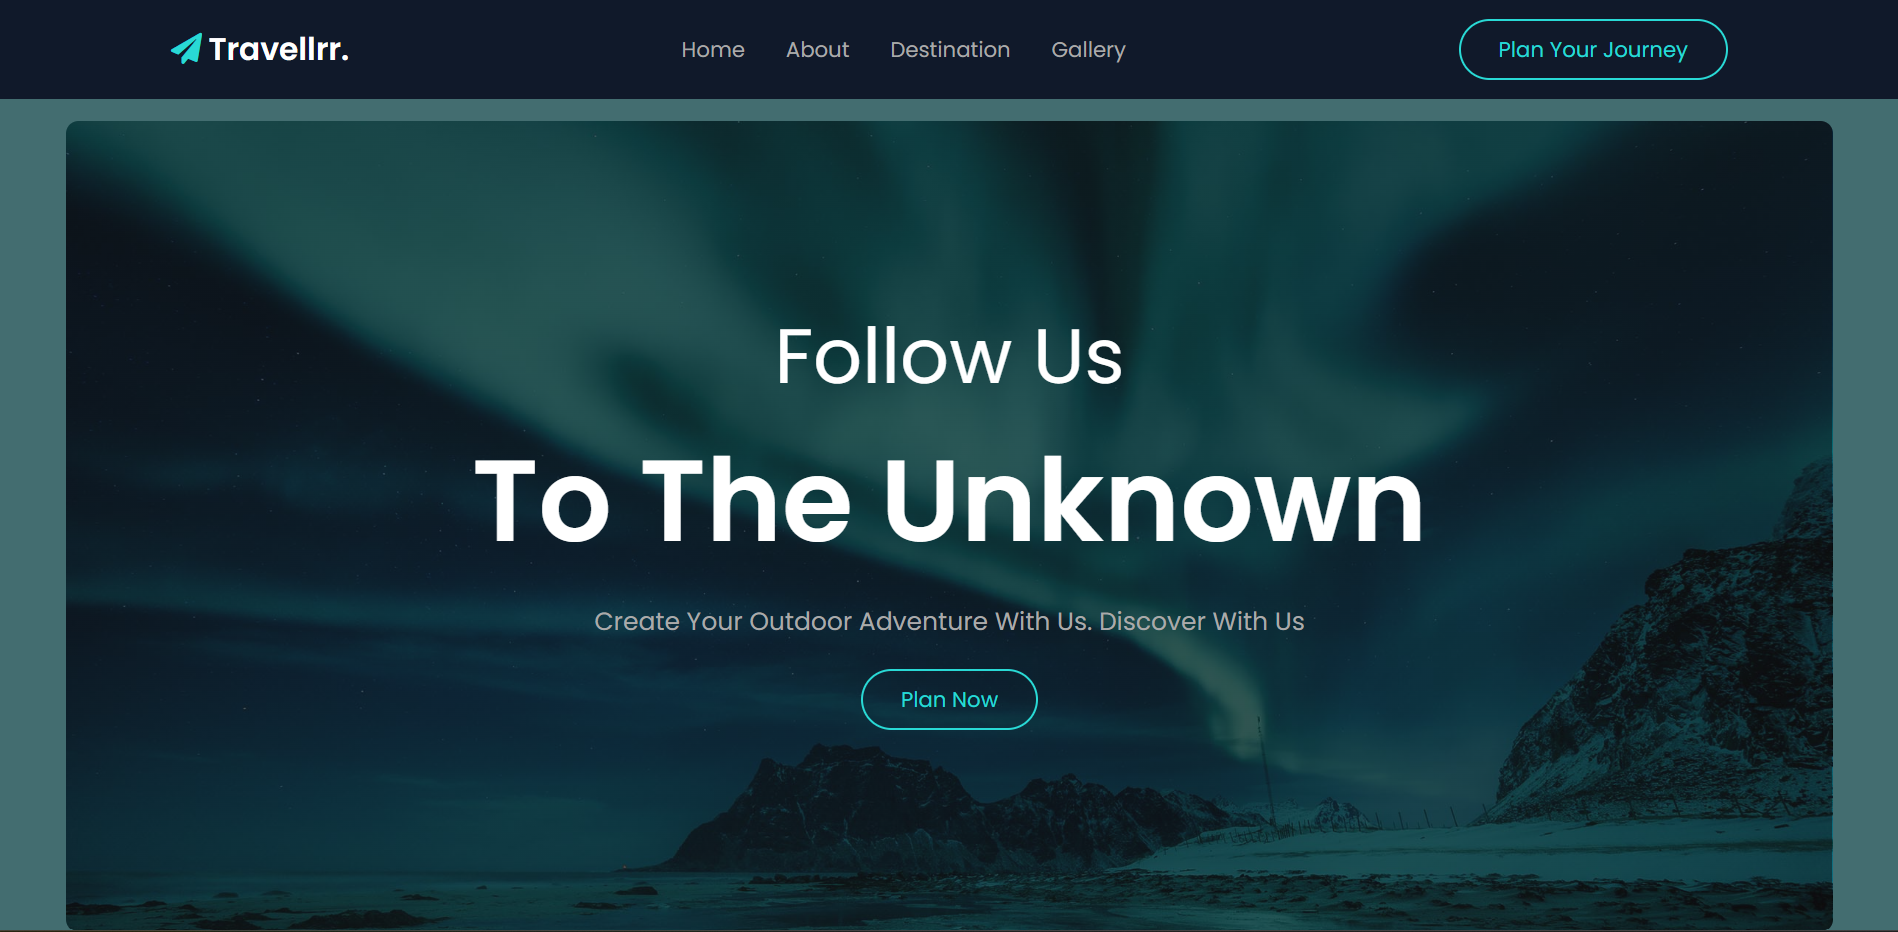 Travellrr.
Home About Destination Gallery
Plan Your Journey
Follow Us
To The Unknown
Create Your Outdoor Adventure With Us. Discover With Us
Plan Now